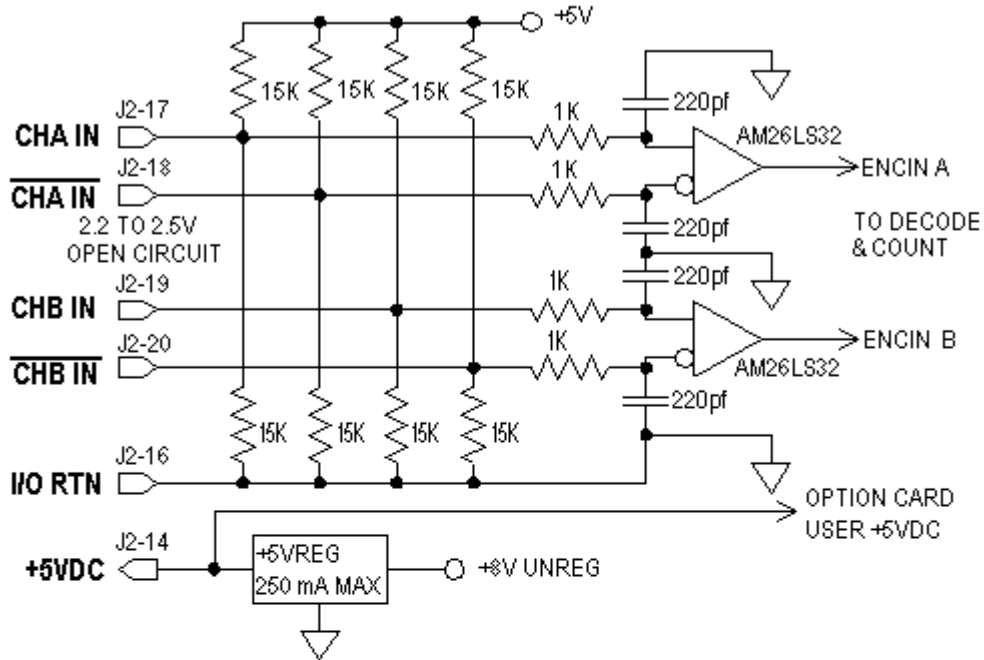 +5V
15K 15K 15K 15K
220pf
J2-17
CHA IN
1K
AM26LS32
ENCIN A
J2-18
CHA IN
1K
2.2 TO 2.5V
OPEN CIRCUIT
220pf
TO DECODE
& COUNT
220pf
J2-19
CHB IN
1K
ENCIN B
J2-20
CHB IN
1K
AM26LS32
220pf
15K 15K 15K 15K
J2-16
I/O RTN
OPTION CARD
USER +5VDC
J2-14
+5VDC
+5VREG
250 mA MAX
+8V UNREG